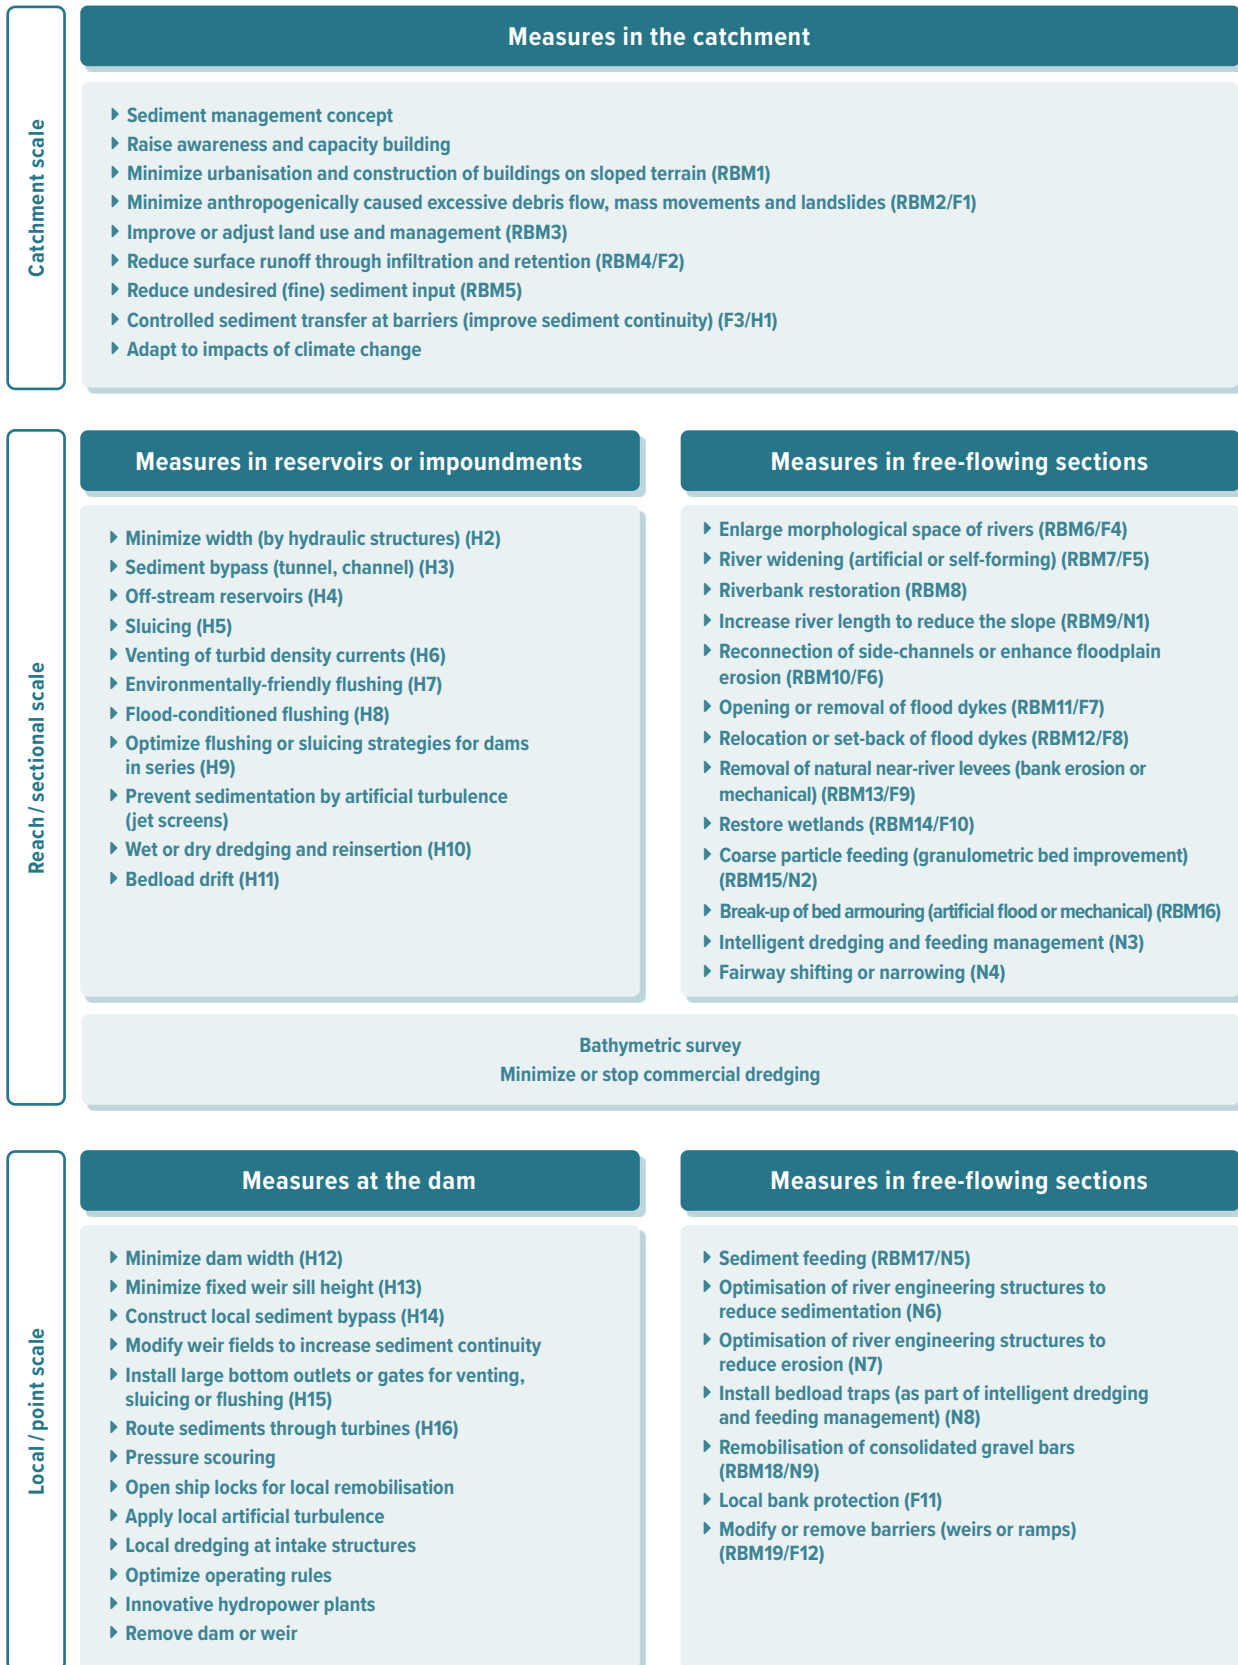 Catchment scale
Measures in the catchment
Sediment management concept
Raise awareness and capacity building
Minimize urbanisation and construction of buildings on sloped terrain (RBM1)
Minimize anthropogenically caused excessive debris flow, mass movements and landslides (RBM2/F1)
Improve or adjust land use and management (RBM3)
Reduce surface runoff through infiltration and retention (RBM4/F2)
Reduce undesired (fine) sediment input (RBM5)
Controlled sediment transfer at barriers (improve sediment continuity) (F3/H1)
Adapt to impacts of climate change
Reach / sectional scale
Measures in reservoirs or impoundments
Minimize width (by hydraulic structures) (H2)
Sediment bypass (tunnel, channel) (H3)
Off-stream reservoirs (H4)
Sluicing (H5)
Venting of turbid density currents (H6)
Environmentally-friendly flushing (H7)
Flood-conditioned flushing (H8)
Optimize flushing or sluicing strategies for dams
in series (H9)
Prevent sedimentation by artificial turbulence
(jet screens)
Wet or dry dredging and reinsertion (H10)
Bedload drift (H11)
Measures in free-flowing sections
Enlarge morphological space of rivers (RBM6/F4)
River widening (artificial or self-forming) (RBM7/F5)
Riverbank restoration (RBM8)
Increase river length to reduce the slope (RBM9/N1)
Reconnection of side-channels or enhance floodplain
erosion (RBM10/F6)
Opening or removal of flood dykes (RBM11/F7)
Relocation or set-back of flood dykes (RBM12/F8)
Removal of natural near-river levees (bank erosion or
mechanical) (RBM13/F9)
Restore wetlands (RBM14/F10)
Coarse particle feeding (granulometric bed improvement)
(RBM15/N2)
Break-up of bed armouring (artificial flood or mechanical) (RBM16)
Intelligent dredging and feeding management (N3)
Fairway shifting or narrowing (N4)
Bathymetric survey
Minimize or stop commercial dredging
Local / point scale
Measures at the dam
Minimize dam width (H12)
Minimize fixed weir sill height (H13)
Construct local sediment bypass (H14)
Modify weir fields to increase sediment continuity
Install large bottom outlets or gates for venting,
sluicing or flushing (H15)
Route sediments through turbines (H16)
Pressure scouring
Open ship locks for local remobilisation
Apply local artificial turbulence
Local dredging at intake structures
Optimize operating rules
Innovative hydropower plants
Remove dam or weir
Measures in free-flowing sections
Sediment feeding (RBM17/N5)
Optimisation of river engineering structures to
reduce sedimentation (N6)
Optimisation of river engineering structures to
reduce erosion (N7)
Install bedload traps (as part of intelligent dredging
and feeding management) (N8)
Remobilisation of consolidated gravel bars
(RBM18/N9)
Local bank protection (F11)
Modify or remove barriers (weirs or ramps)
(RBM19/F12)